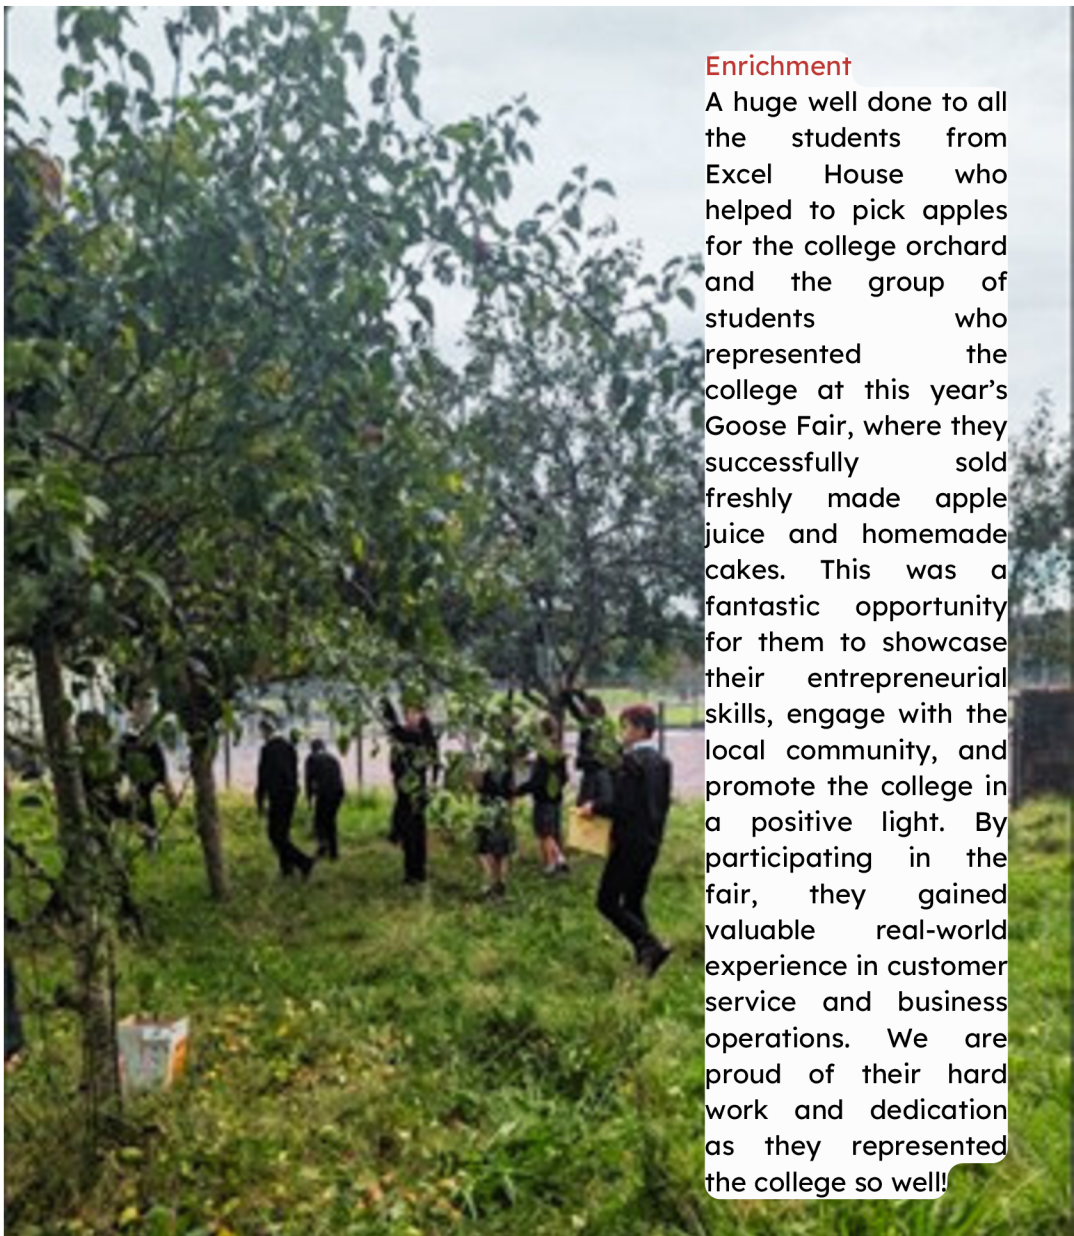 Enrichment
A huge well done to all
the students from
Excel House who
helped to pick apples
for the college orchard
and the group of
students who
represented the
college at this year's
Goose Fair, where they
successfully sold
freshly made apple
juice and homemade
cakes. This was a
fantastic opportunity
for them to showcase
their entrepreneurial
skills, engage with the
local community, and
promote the college in
a positive light. By
participating in the
fair, they gained
valuable real-world
experience in customer
service and business
operations. We are
proud of their hard
work and dedication
as they represented
the college so well!